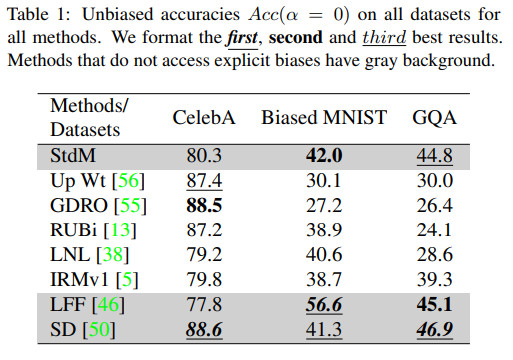 Table 1: Unbiased accuracies Acc(α = 0) on all datasets for
all methods. We format the first, second and third best results.
Methods that do not access explicit biases have gray background.
Methods/
Datasets CelebA Biased MNIST GQA
StdM 80.3 42.0 44.8
Up Wt [56] 87.4 30.1 30.0
GDRO [55] 88.5 27.2 26.4
RUBi [13] 87.2 38.9 24.1
LNL [38] 79.2 40.6 28.6
IRMv1 [5] 79.8 38.7 39.3
LFF [46] 77.8 56.6 45.1
SD [50] 88.6 41.3 46.9